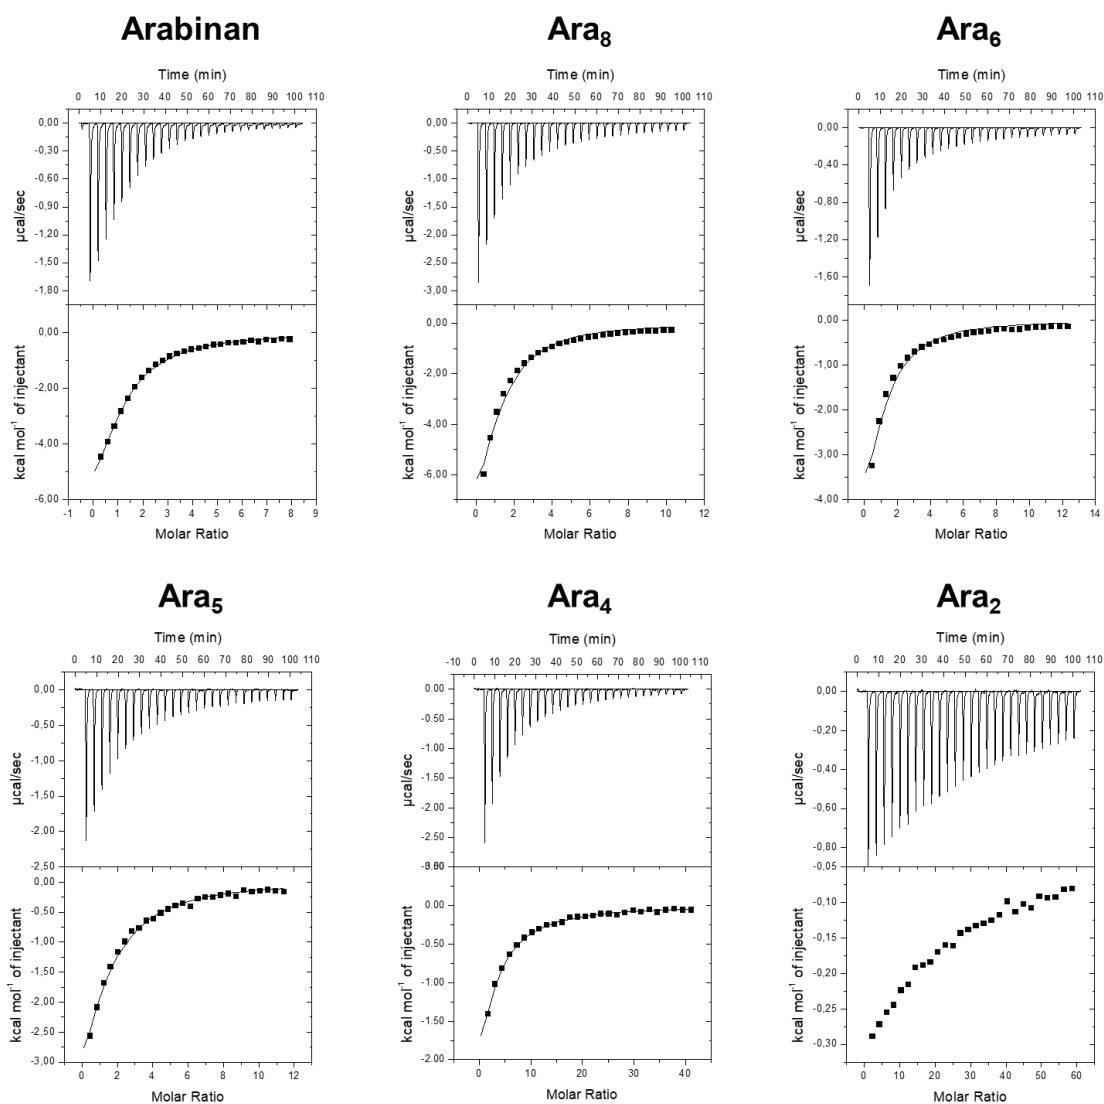 Arabinan
Time (min)
0 10 20 30 40 50 60 70 80 90 100 110
0,00
-0,30
-0,60
-0,90
-1,20
-1,50
-1,80
µcal/sec
0,00
-2,00
-4,00
-6,00
kcal mol⁻¹ of injectant
-1 0 1 2 3 4 5 6 7 8 9
Molar Ratio
Ara₈
Time (min)
0 10 20 30 40 50 60 70 80 90 100 110
0,00
-0,50
-1,00
-1,50
-2,00
-2,50
-3,00
µcal/sec
0,00
-2,00
-4,00
-6,00
kcal mol⁻¹ of injectant
0 2 4 6 8 10 12
Molar Ratio
Ara₆
Time (min)
0 10 20 30 40 50 60 70 80 90 100 110
0,00
-0,40
-0,80
-1,20
-1,60
µcal/sec
0,00
-1,00
-2,00
-3,00
-4,00
kcal mol⁻¹ of injectant
0 2 4 6 8 10 12 14
Molar Ratio
Ara₅
Time (min)
0 10 20 30 40 50 60 70 80 90 100 110
0,00
-0,50
-1,00
-1,50
-2,00
-2,50
µcal/sec
0,00
-0,50
-1,00
-1,50
-2,00
-2,50
-3,00
kcal mol⁻¹ of injectant
0 2 4 6 8 10 12
Molar Ratio
Ara₄
Time (min)
-10 0 10 20 30 40 50 60 70 80 90 100 110
0.00
-0.50
-1.00
-1.50
-2.00
-2.50
µcal/sec
0.00
-0.50
-1.00
-1.50
-2.00
kcal mol⁻¹ of injectant
0 10 20 30 40
Molar Ratio
Ara₂
Time (min)
0 10 20 30 40 50 60 70 80 90 100 110
0,00
-0,20
-0,40
-0,60
-0,80
µcal/sec
-0,05
-0,10
-0,15
-0,20
-0,25
-0,30
kcal mol⁻¹ of injectant
0 10 20 30 40 50 60
Molar Ratio